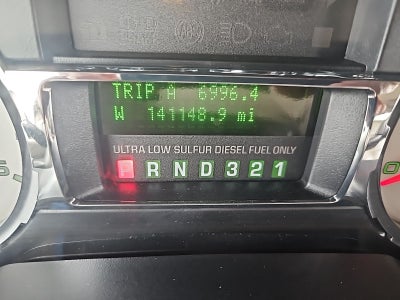 TRIP A 6996.4
W 141148.9 mi
ULTRA LOW SULFUR DIESEL FUEL ONLY
P R N D 3 2 1